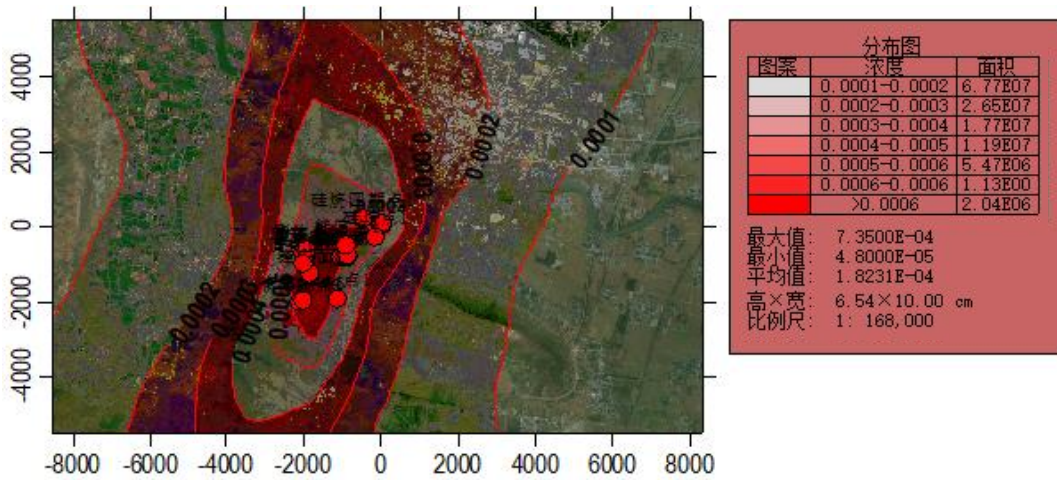 4000
2000
0
-2000
-4000
-8000 -6000 -4000 -2000 0 2000 4000 6000 8000
0.0002
0.0004
0.0002
0.0001
分布图
图案 浓度 面积
0.0001-0.0002 6.77E07
0.0002-0.0003 2.65E07
0.0003-0.0004 1.77E07
0.0004-0.0005 1.19E07
0.0005-0.0006 5.47E06
0.0006-0.0006 1.13E00
>0.0006 2.04E06
最大值: 7.3500E-04
最小值: 4.8000E-05
平均值: 1.8231E-04
高×宽: 6.54×10.00 cm
比例尺: 1: 168,000